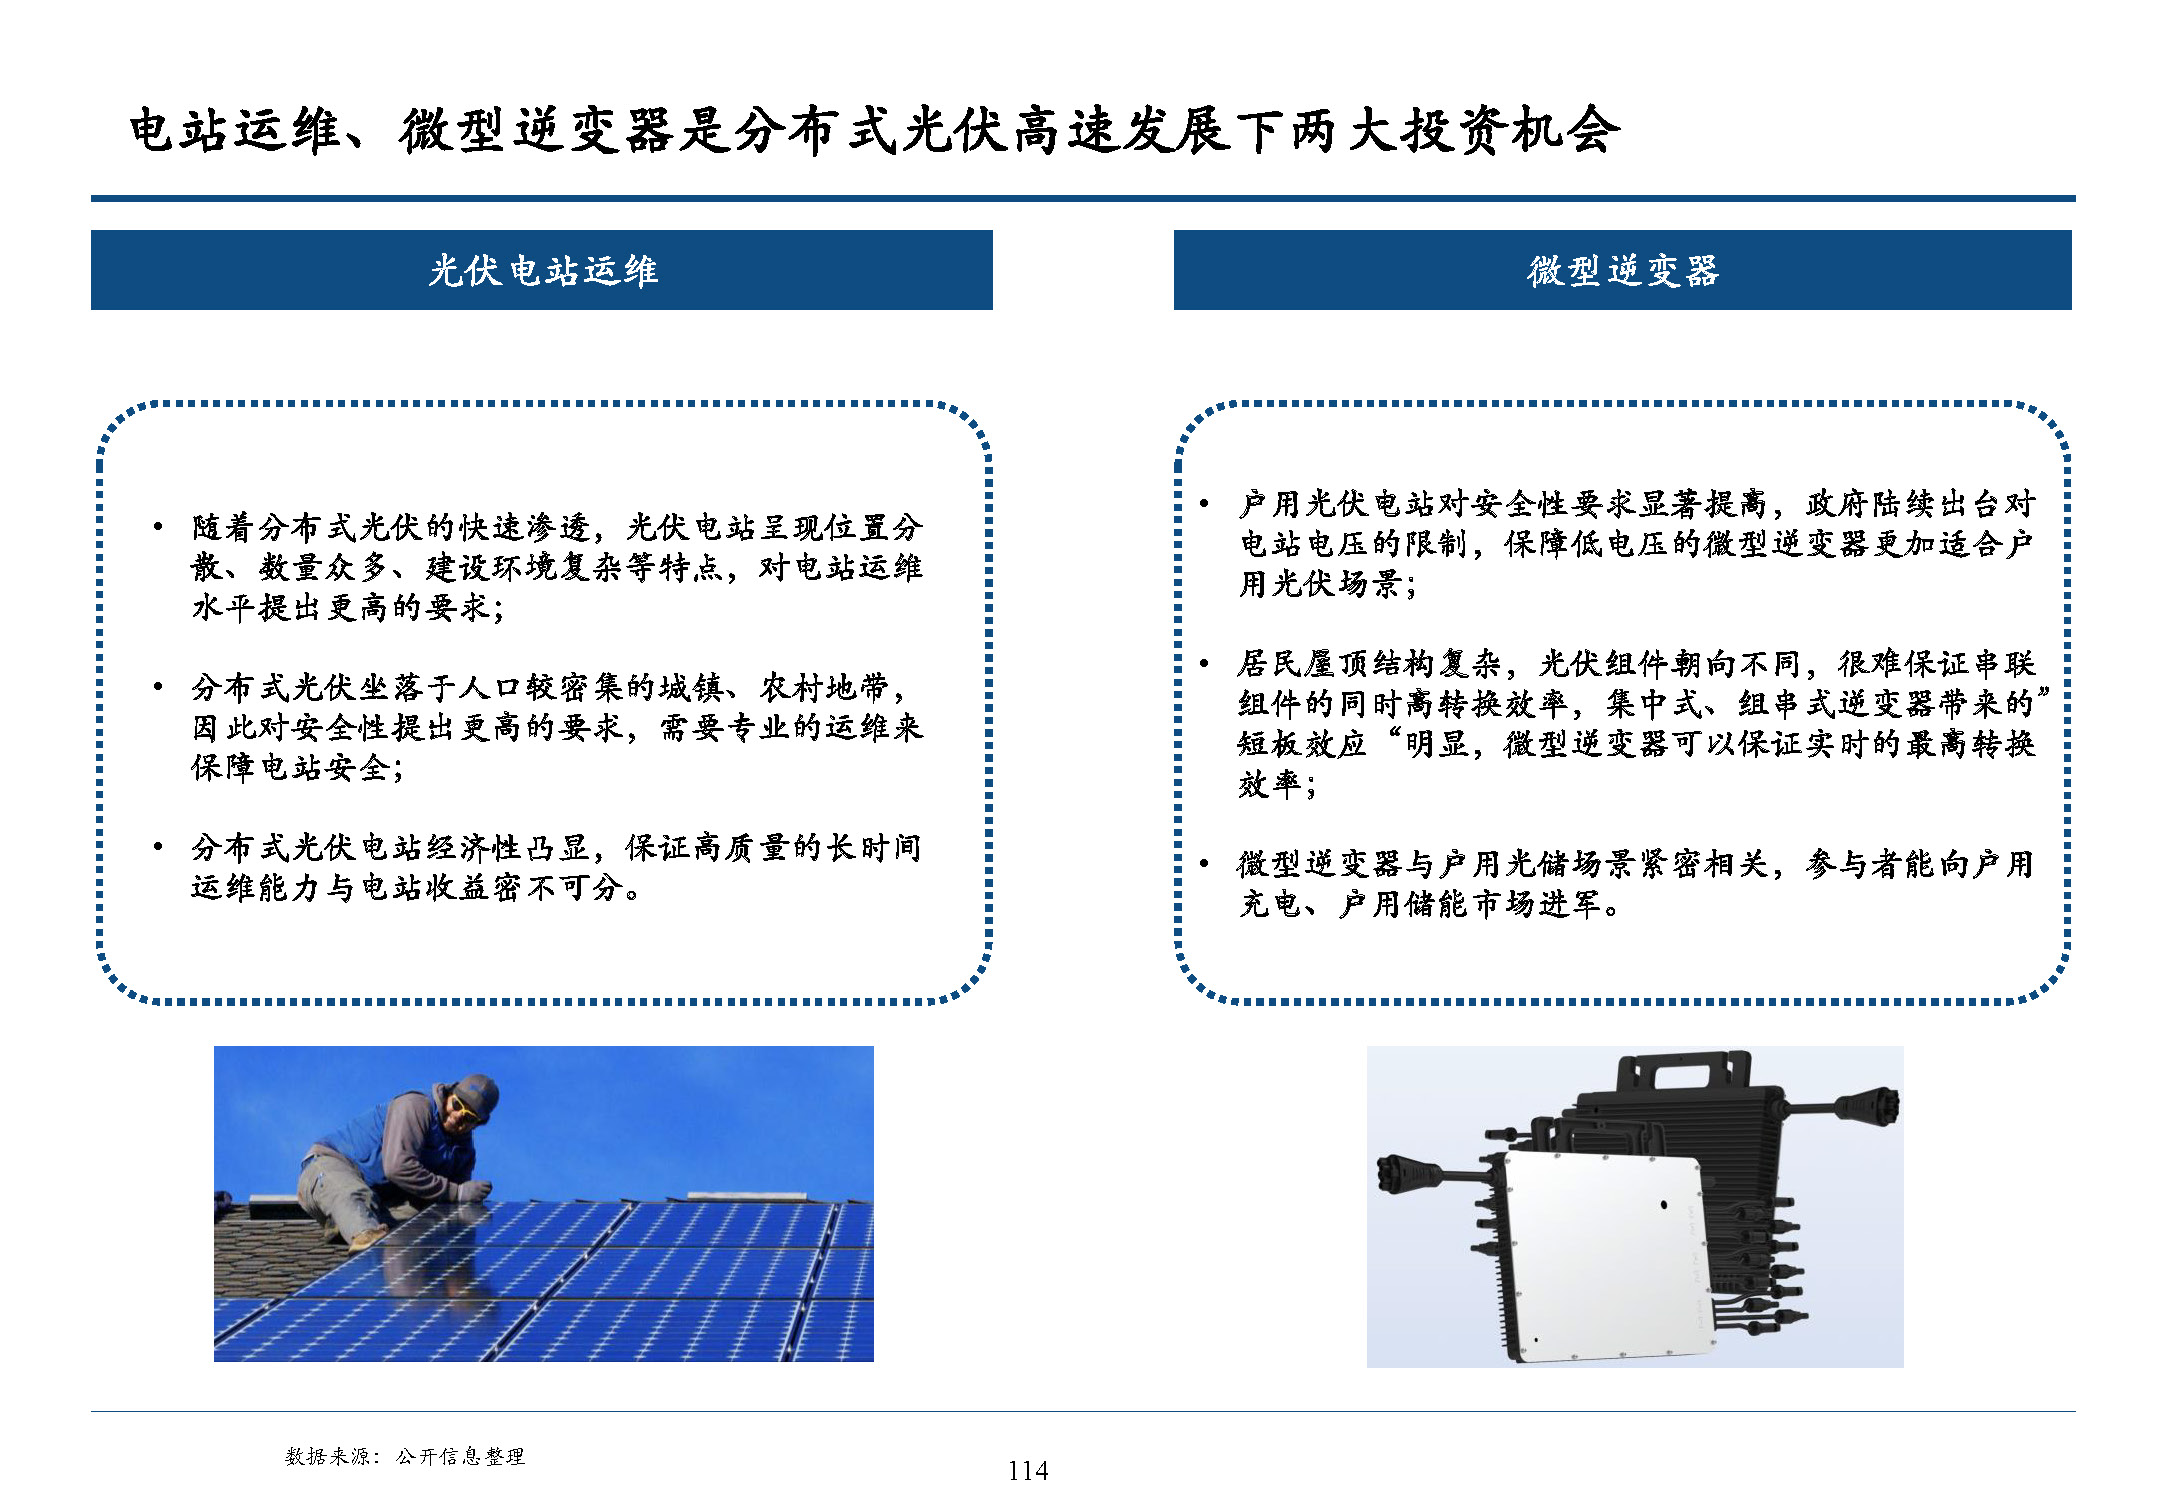 电站运维、微型逆变器是分布式光伏高速发展下两大投资机会
光伏电站运维
• 随着分布式光伏的快速渗透，光伏电站呈现位置分
散、数量众多、建设环境复杂等特点，对电站运维
水平提出更高的要求；
• 分布式光伏坐落于人口较密集的城镇、农村地带，
因此对安全性提出更高的要求，需要专业的运维来
保障电站安全；
• 分布式光伏电站经济性凸显，保证高质量的长时间
运维能力与电站收益密不可分。
微型逆变器
• 户用光伏电站对安全性要求显著提高，政府陆续出台对
电站电压的限制，保障低电压的微型逆变器更加适合户
用光伏场景；
• 居民屋顶结构复杂，光伏组件朝向不同，很难保证串联
组件的同时高转换效率，集中式、组串式逆变器带来的”
短板效应“明显，微型逆变器可以保证实时的最高转换
效率；
• 微型逆变器与户用光储场景紧密相关，参与者能向户用
充电、户用储能市场进军。
数据来源：公开信息整理
114